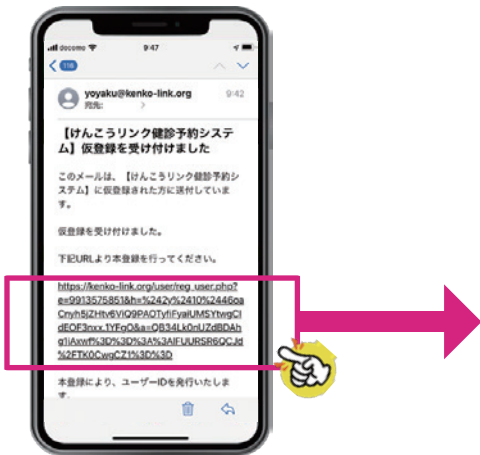 docomo 9:47
116
yoyaku@kenko-link.org 9:42
宛先:
【けんこうリンク健診予約システ
ム】仮登録を受け付けました
このメールは、【けんこうリンク健診予約シ
ステム】に仮登録された方に送付していま
す。
仮登録を受け付けました。
下記URLより本登録を行ってください。
https://kenko-link.org/user/reg_user.php?
e=9913575851&h=%242y%2410%2446oa
Cnyh5jZHtv6ViQ9PAOTyfiFyaiUMSYtwgCl
dEOF3nxx.1YFgO&a=QB34Lk0nUZdBDAh
g1iAxwf%3D%3D%3A%3AIFUURSR6QCJd
%2FTK0CwgCZ1%3D%3D
本登録により、ユーザーIDを発行いたしま
す。